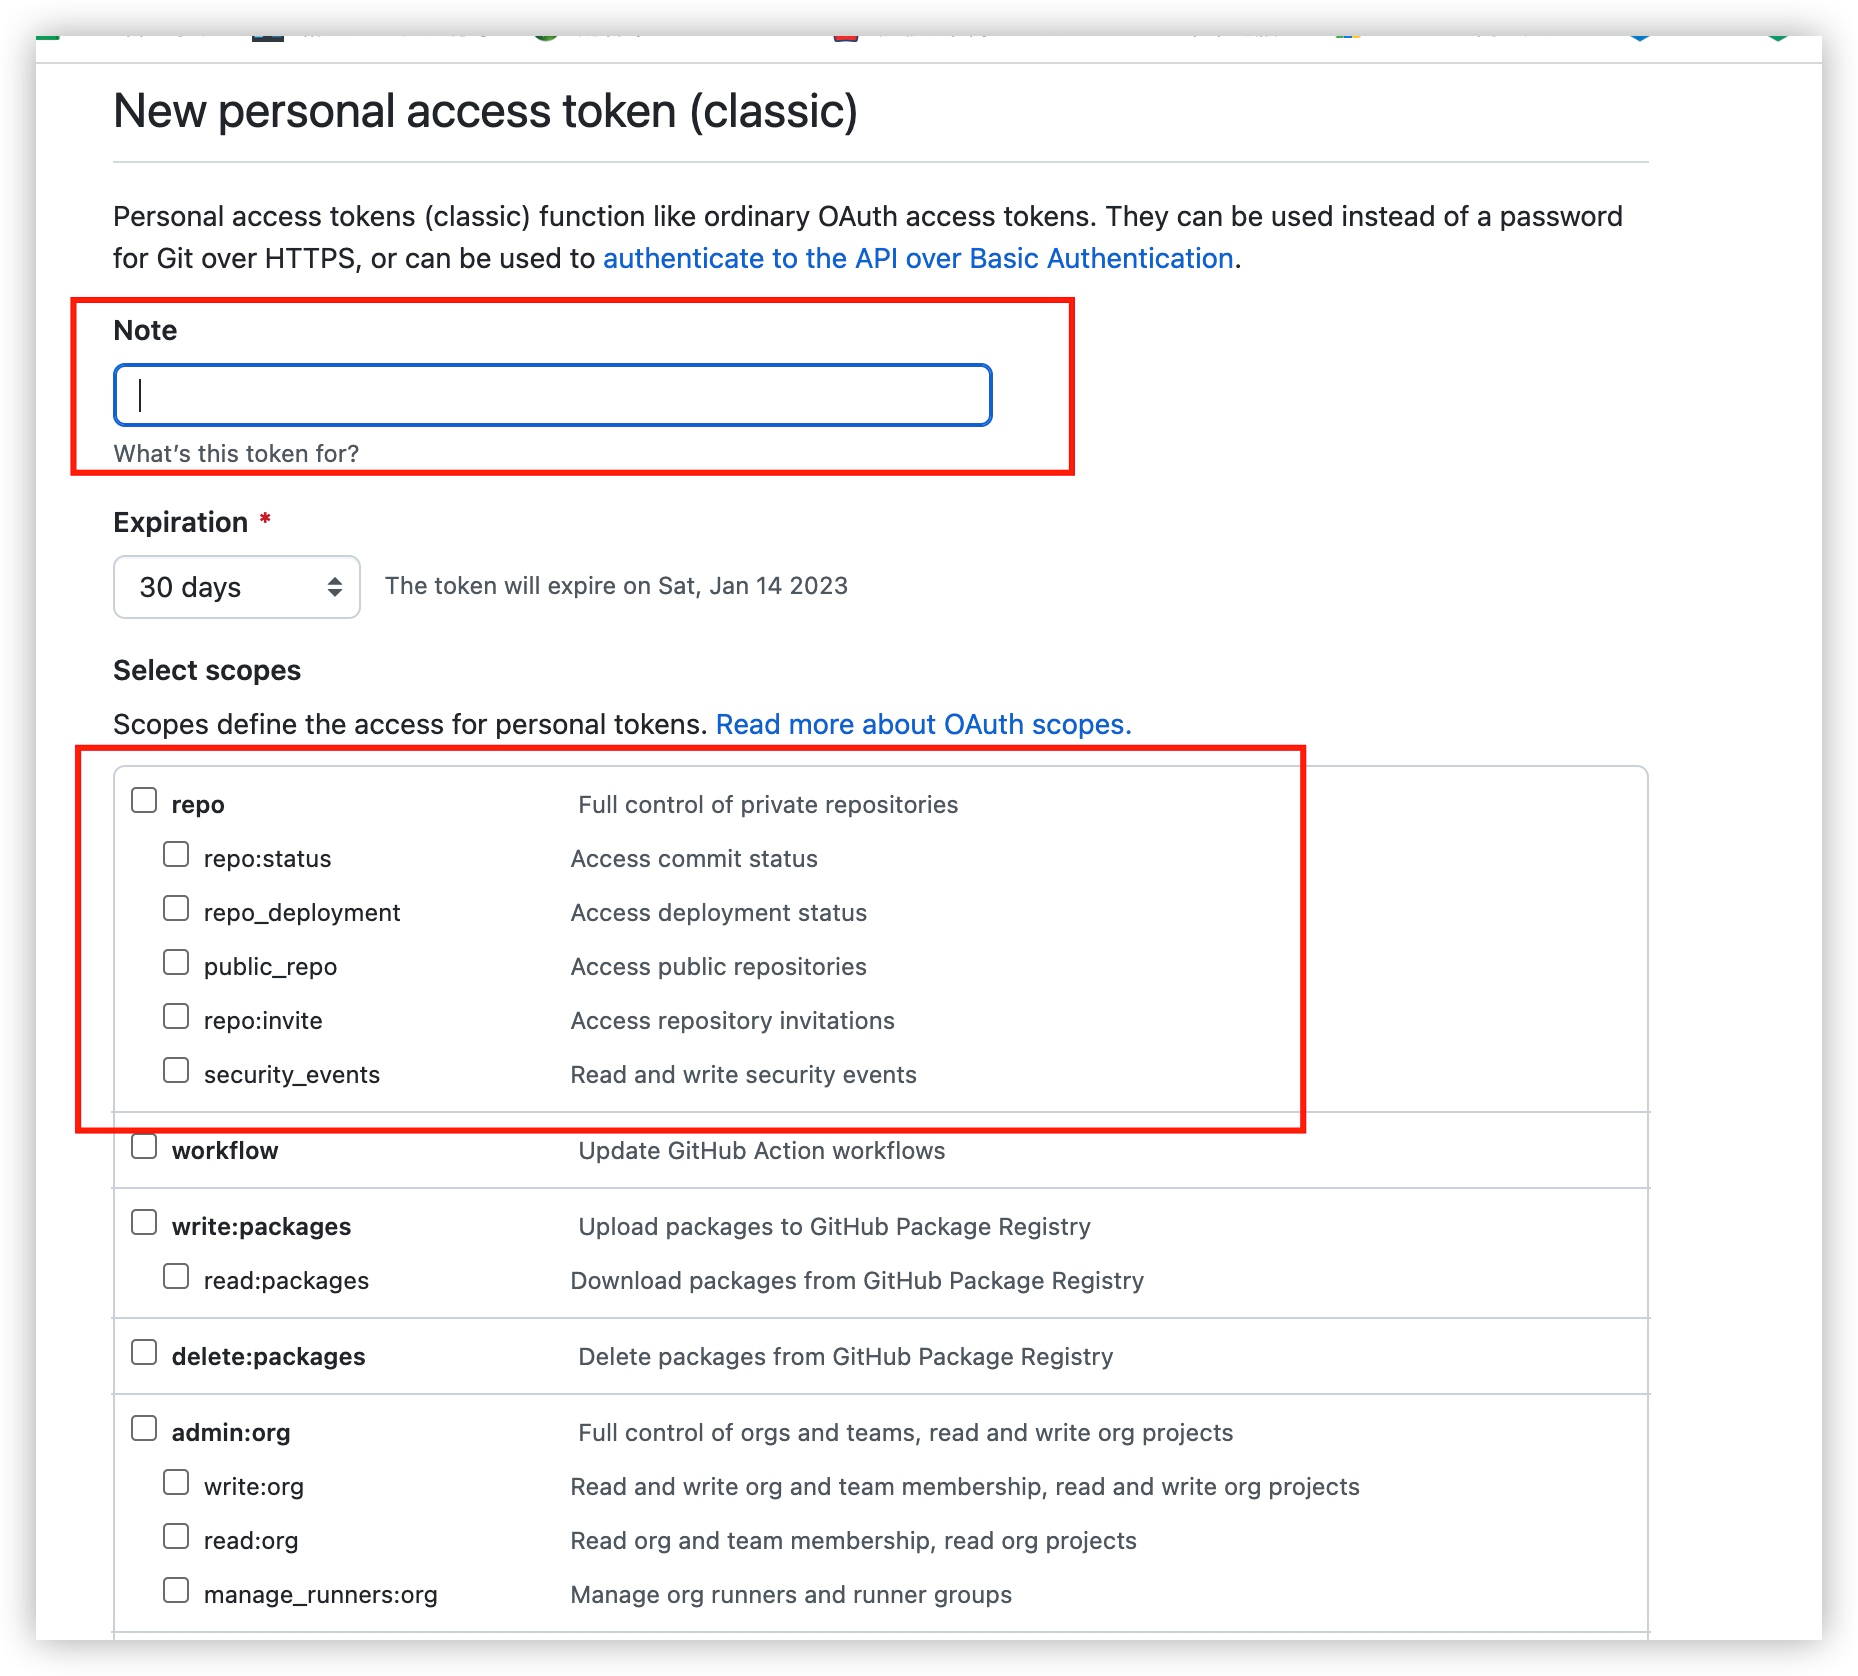 New personal access token (classic)
Personal access tokens (classic) function like ordinary OAuth access tokens. They can be used instead of a password
for Git over HTTPS, or can be used to authenticate to the API over Basic Authentication.
Note
What's this token for?
Expiration *
30 days The token will expire on Sat, Jan 14 2023
Select scopes
Scopes define the access for personal tokens. Read more about OAuth scopes.
repo Full control of private repositories
repo:status Access commit status
repo_deployment Access deployment status
public_repo Access public repositories
repo:invite Access repository invitations
security_events Read and write security events
workflow Update GitHub Action workflows
write:packages Upload packages to GitHub Package Registry
read:packages Download packages from GitHub Package Registry
delete:packages Delete packages from GitHub Package Registry
admin:org Full control of orgs and teams, read and write org projects
write:org Read and write org and team membership, read and write org projects
read:org Read org and team membership, read org projects
manage_runners:org Manage org runners and runner groups